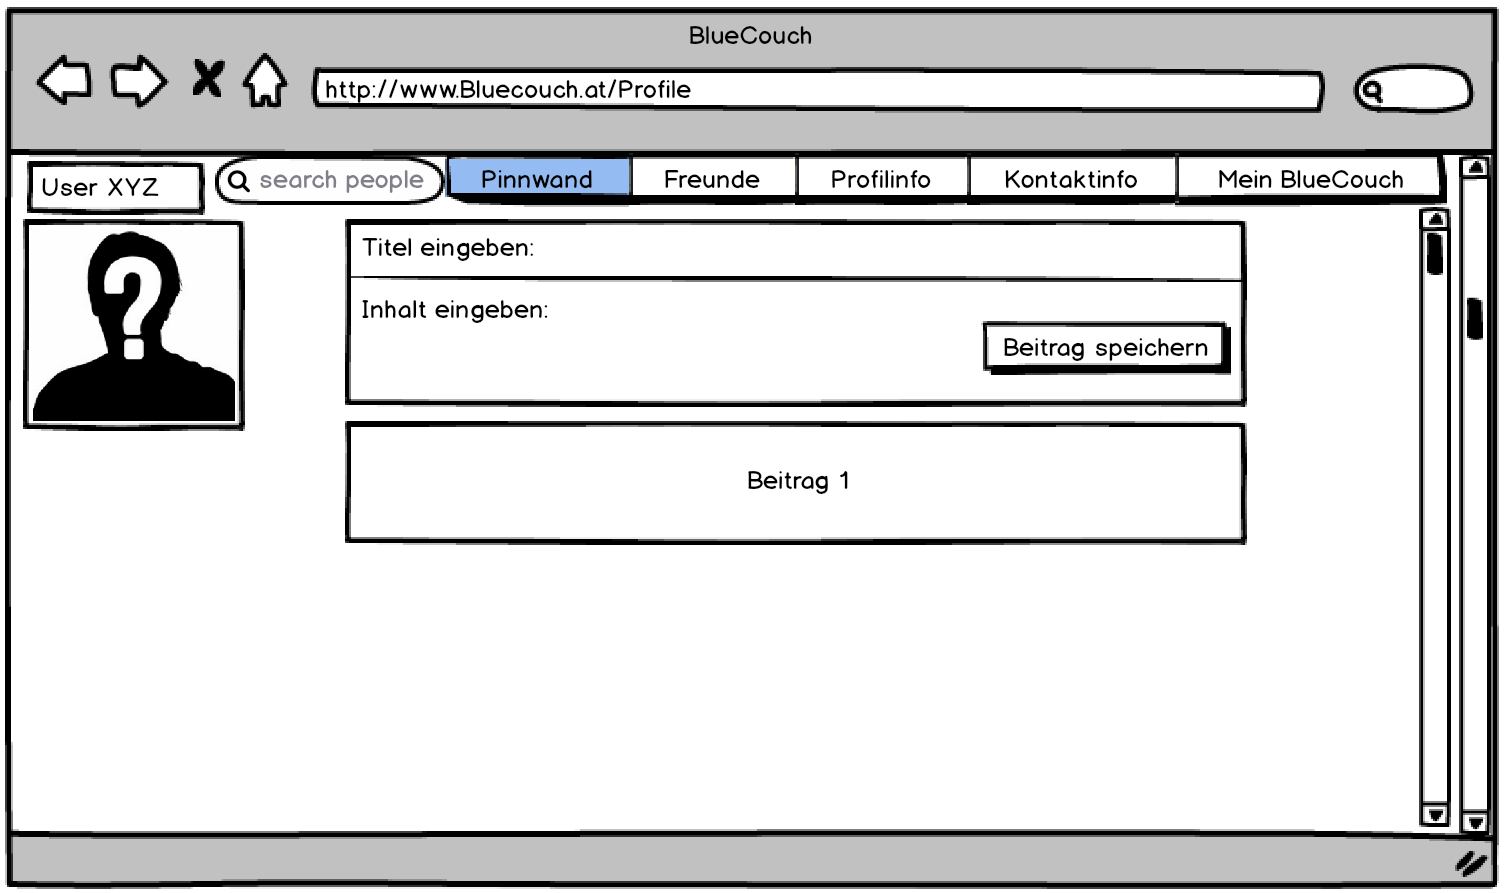 BlueCouch
http://www.Bluecouch.at/Profile
User XYZ
search people
Pinnwand
Freunde
Profilinfo
Kontaktinfo
Mein BlueCouch
Titel eingeben:
Inhalt eingeben:
Beitrag speichern
Beitrag 1